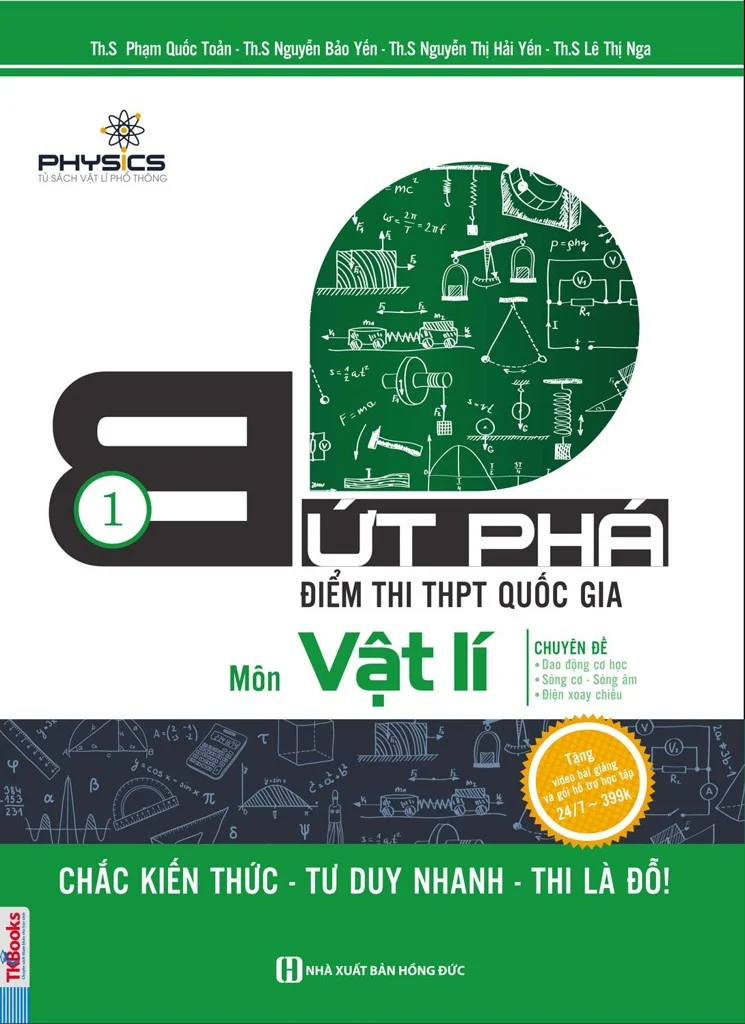 Th.S Phạm Quốc Toản - Th.S Nguyễn Bảo Yến - Th.S Nguyễn Thị Hải Yến - Th.S Lê Thị Nga
PHYSICS
TỦ SÁCH VẬT LÍ PHỔ THÔNG
BỨT PHÁ
1
ĐIỂM THI THPT QUỐC GIA
Môn Vật lí
CHUYÊN ĐỀ
• Dao động cơ học
• Sóng cơ - Sóng âm
• Điện xoay chiều
Tặng
video bài giảng
và gói hỗ trợ học tập
24/7 ~ 399k
CHẮC KIẾN THỨC - TƯ DUY NHANH - THI LÀ ĐỖ!
TKBooks
NHÀ XUẤT BẢN HỒNG ĐỨC